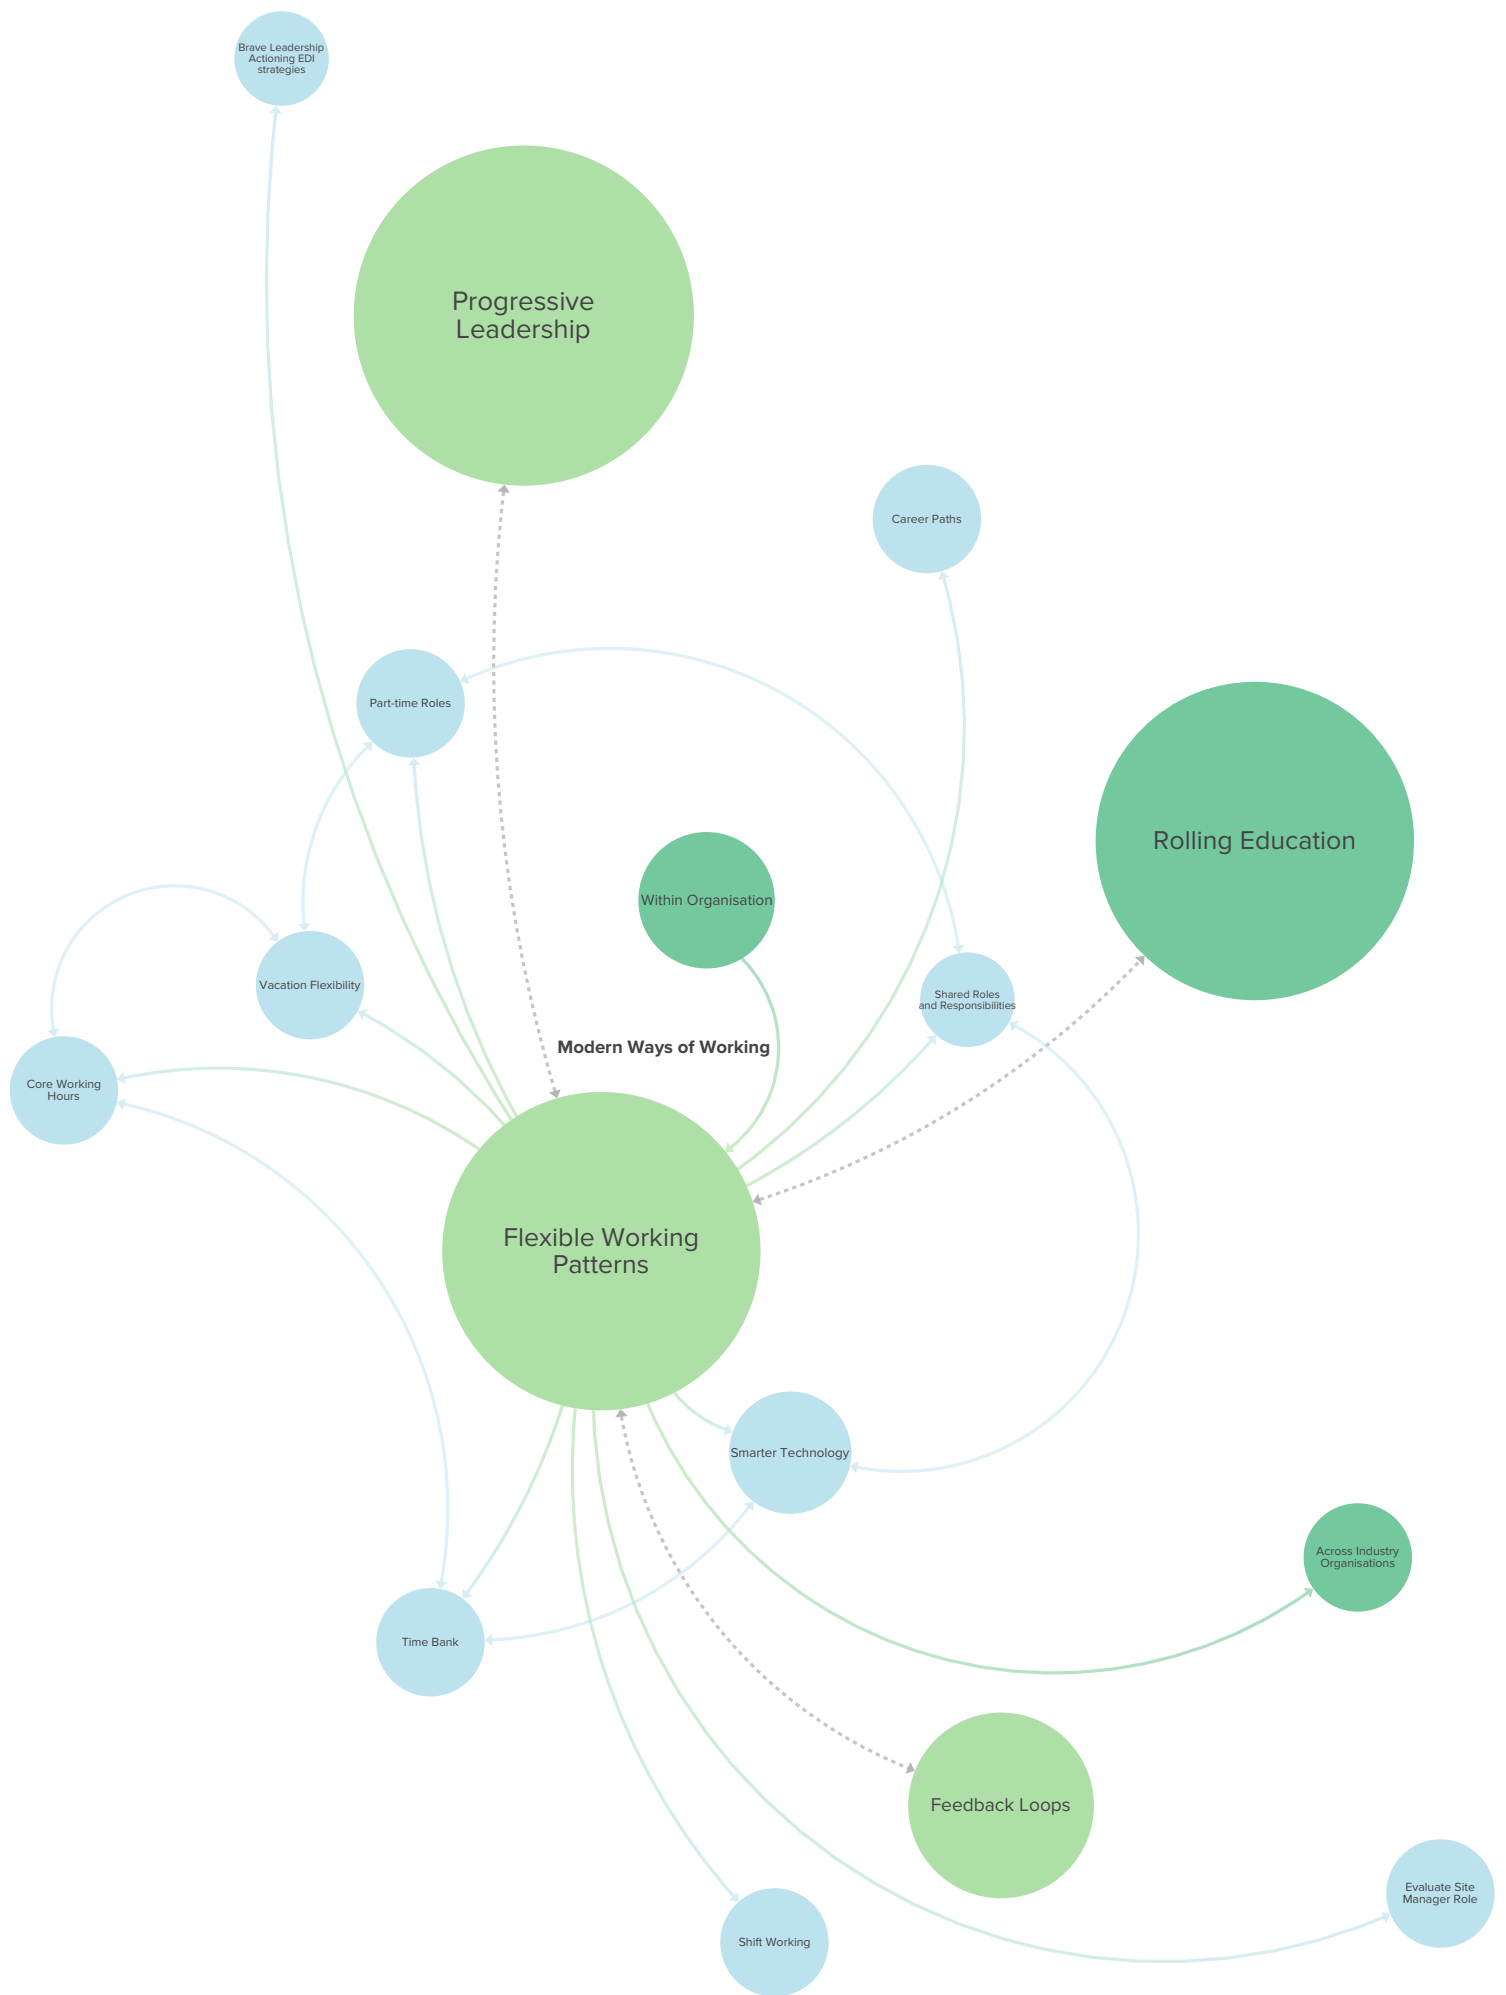 Brave Leadership
Actioning EDI
strategies
Progressive
Leadership
Career Paths
Part-time Roles
Rolling Education
Within Organisation
Vacation Flexibility
Shared Roles
and Responsibilities
Modern Ways of Working
Core Working
Hours
Flexible Working
Patterns
Smarter Technology
Across Industry
Organisations
Time Bank
Feedback Loops
Evaluate Site
Manager Role
Shift Working